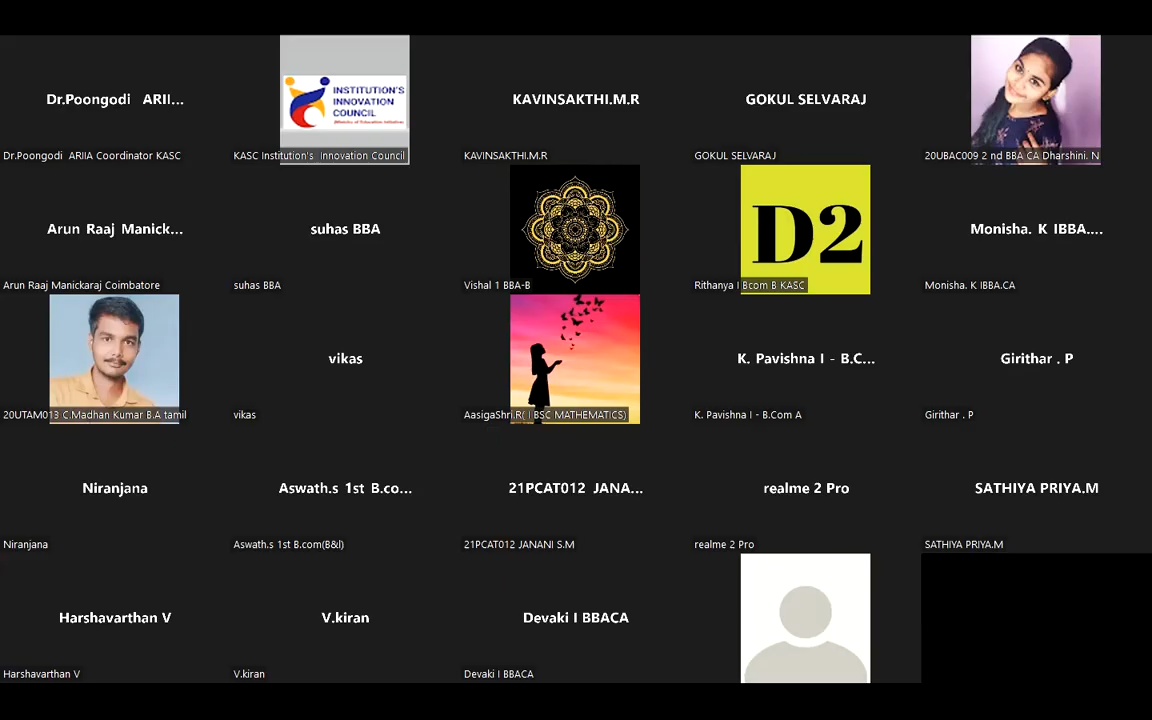 Dr.Poongodi ARII...
Dr.Poongodi ARIIA Coordinator KASC
INSTITUTION'S
INNOVATION
COUNCIL
(Ministry of Education Initiative)
KASC Institution's Innovation Council
KAVINSAKTHI.M.R
KAVINSAKTHI.M.R
GOKUL SELVARAJ
GOKUL SELVARAJ
20UBAC009 2 nd BBA CA Dharshini. N
Arun Raaj Manick...
Arun Raaj Manickaraj Coimbatore
suhas BBA
suhas BBA
Vishal 1 BBA-B
D2
Rithanya I Bcom B KASC
Monisha. K IBBA....
Monisha. K IBBA.CA
20UTAM013 C.Madhan Kumar B.A tamil
vikas
vikas
AasigaShri.R( I BSC MATHEMATICS)
K. Pavishna I - B.C...
K. Pavishna I - B.Com A
Girithar . P
Girithar . P
Niranjana
Niranjana
Aswath.s 1st B.co...
Aswath.s 1st B.com(B&I)
21PCAT012 JANA...
21PCAT012 JANANI S.M
realme 2 Pro
realme 2 Pro
SATHIYA PRIYA.M
SATHIYA PRIYA.M
Harshavarthan V
Harshavarthan V
V.kiran
V.kiran
Devaki I BBACA
Devaki I BBACA